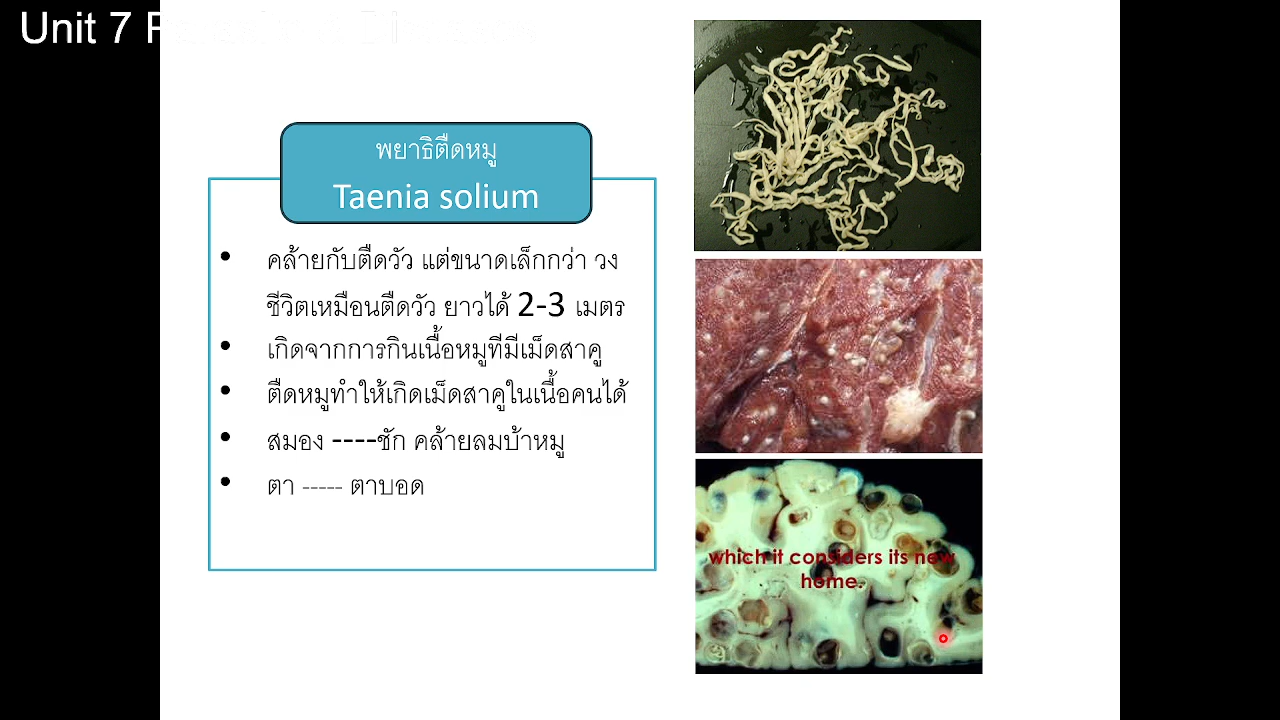 Unit 7
พยาธิตืดหมู
Taenia solium
• คล้ายกับตืดวัว แต่ขนาดเล็กกว่า วง
ชีวิตเหมือนตืดวัว ยาวได้ 2-3 เมตร
• เกิดจากการกินเนื้อหมูทีมีเม็ดสาคู
• ตืดหมูทำให้เกิดเม็ดสาคูในเนื้อคนได้
• สมอง ----ชัก คล้ายลมบ้าหมู
• ตา ----- ตาบอด
which it considers its new
home.